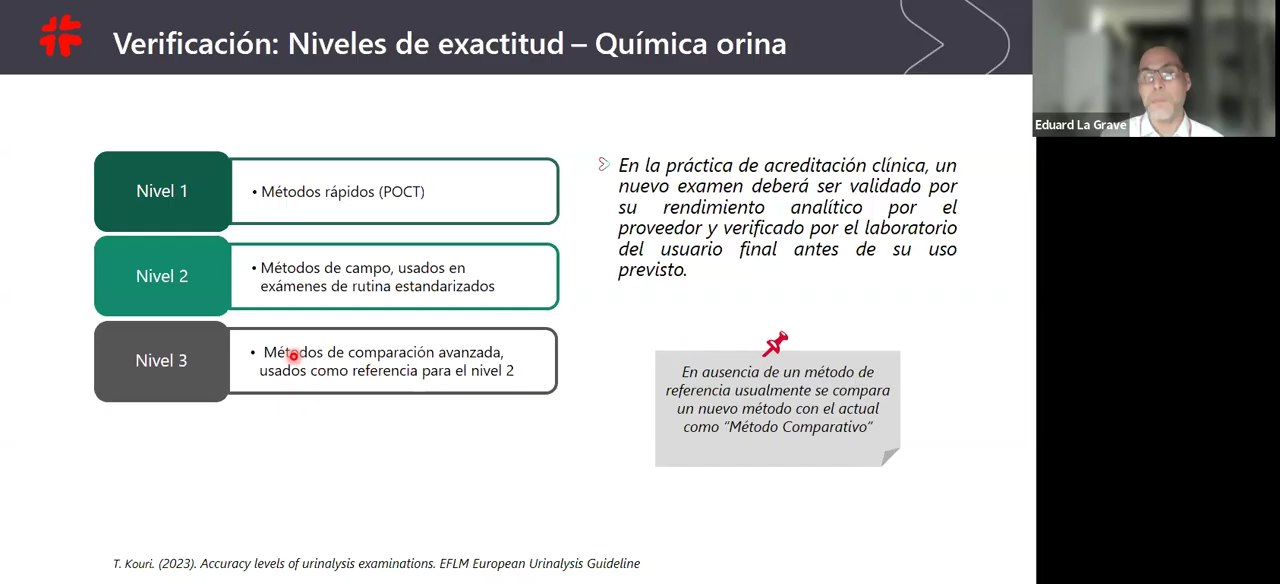 Verificación: Niveles de exactitud – Química orina
Eduard La Grave
Nivel 1
• Métodos rápidos (POCT)
Nivel 2
• Métodos de campo, usados en
exámenes de rutina estandarizados
Nivel 3
• Métodos de comparación avanzada,
usados como referencia para el nivel 2
En la práctica de acreditación clínica, un
nuevo examen deberá ser validado por
su rendimiento analítico por el
proveedor y verificado por el laboratorio
del usuario final antes de su uso
previsto.
En ausencia de un método de
referencia usualmente se compara
un nuevo método con el actual
como “Método Comparativo”
T. Kouri. (2023). Accuracy levels of urinalysis examinations. EFLM European Urinalysis Guideline